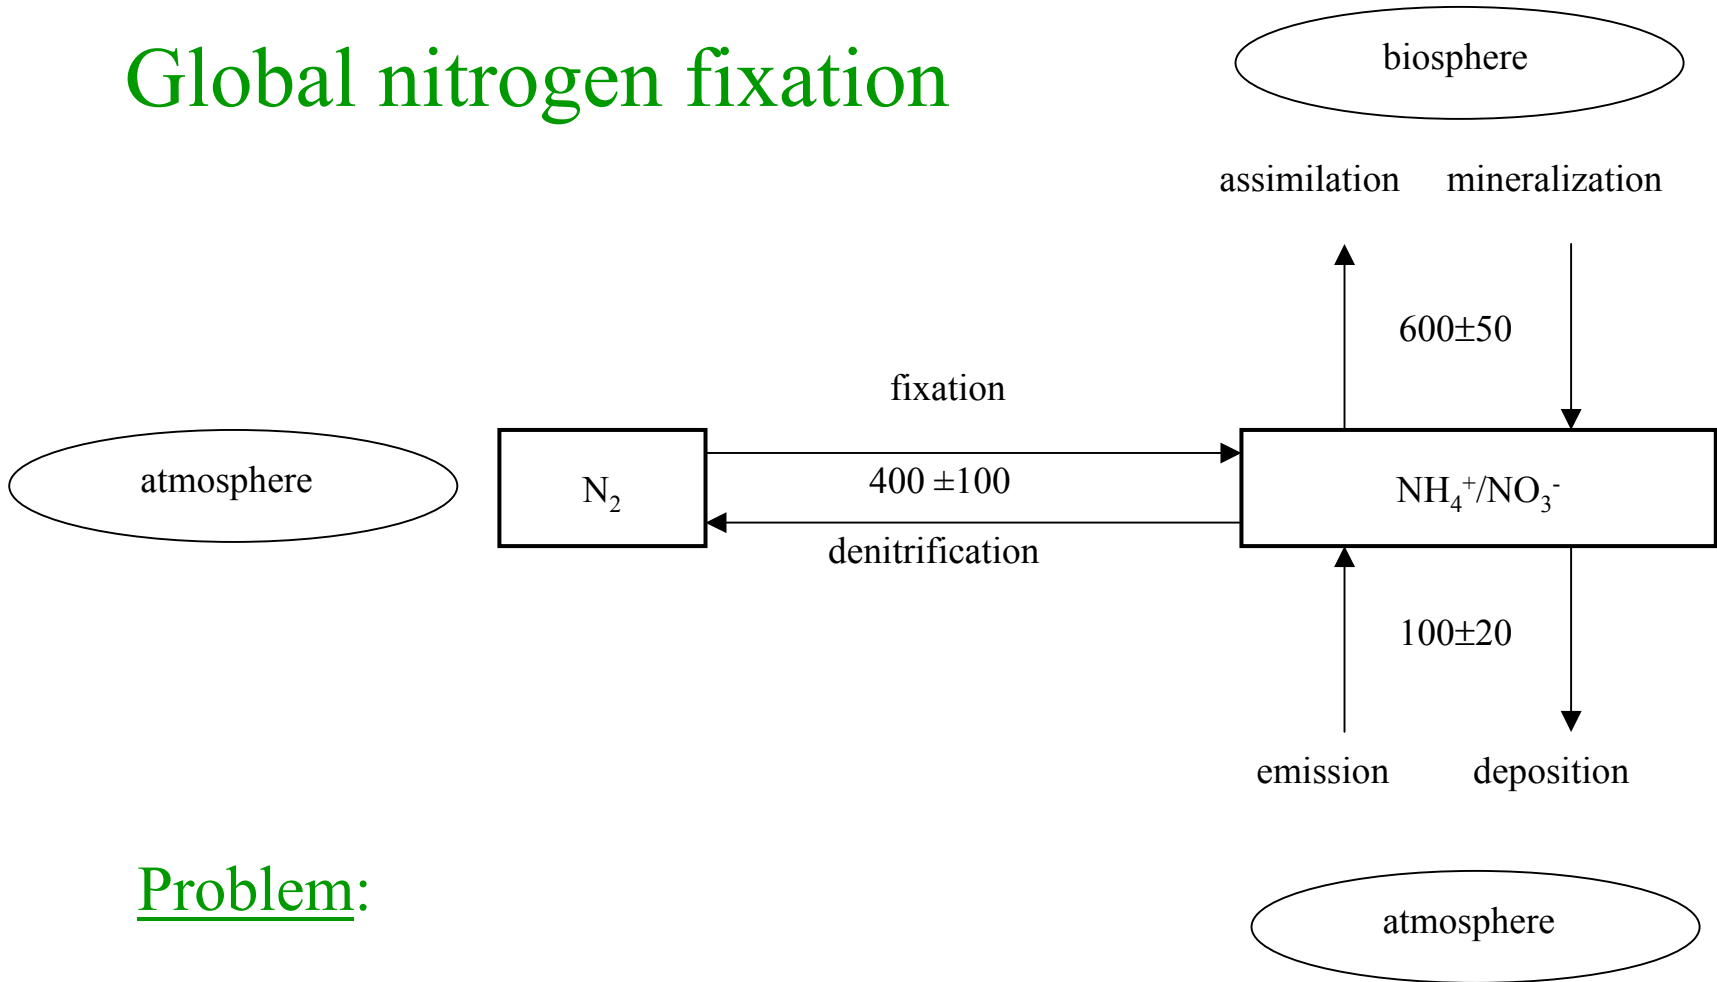 Global nitrogen fixation
biosphere
assimilation mineralization
600±50
fixation
atmosphere
N₂
400 ±100
NH₄⁺/NO₃⁻
denitrification
100±20
emission deposition
Problem:
atmosphere